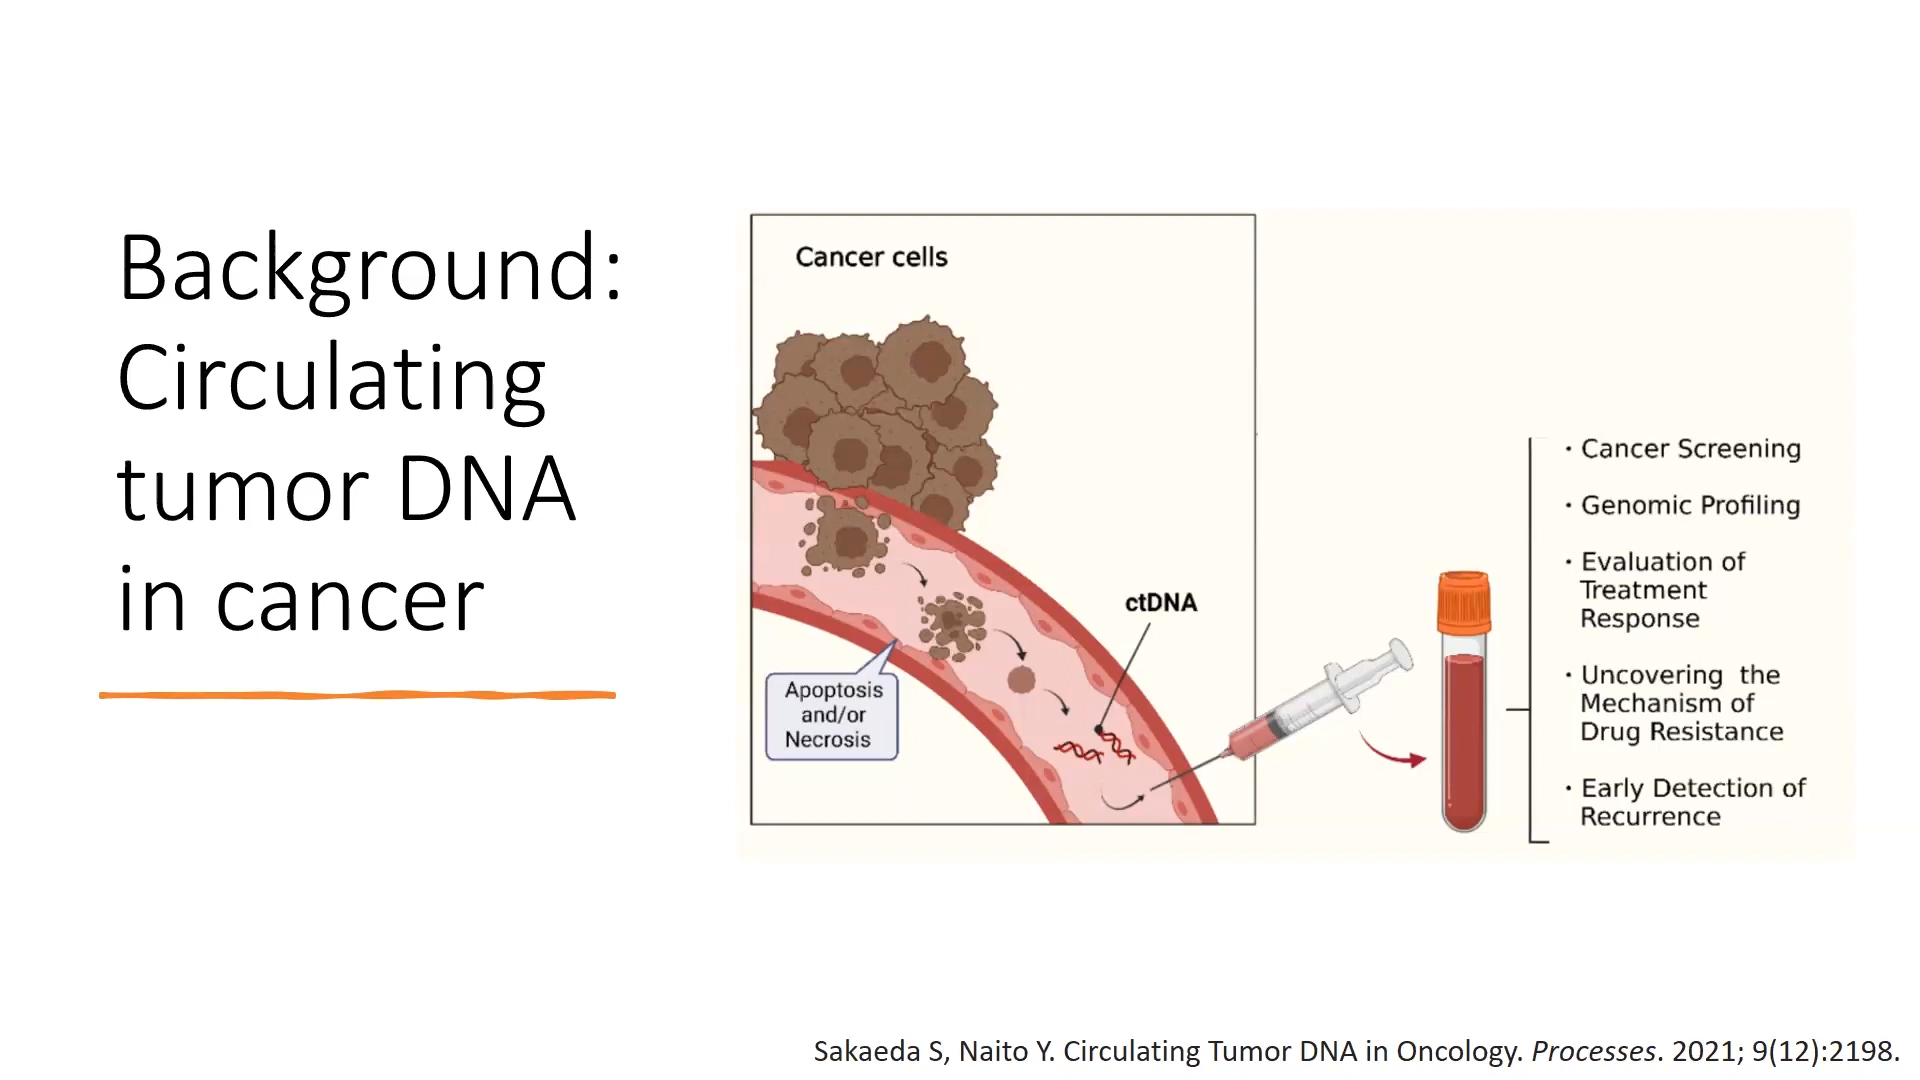 Background:
Circulating
tumor DNA
in cancer
Cancer cells
ctDNA
Apoptosis
and/or
Necrosis
· Cancer Screening
· Genomic Profiling
· Evaluation of
Treatment
Response
· Uncovering the
Mechanism of
Drug Resistance
· Early Detection of
Recurrence
Sakaeda S, Naito Y. Circulating Tumor DNA in Oncology. Processes. 2021; 9(12):2198.